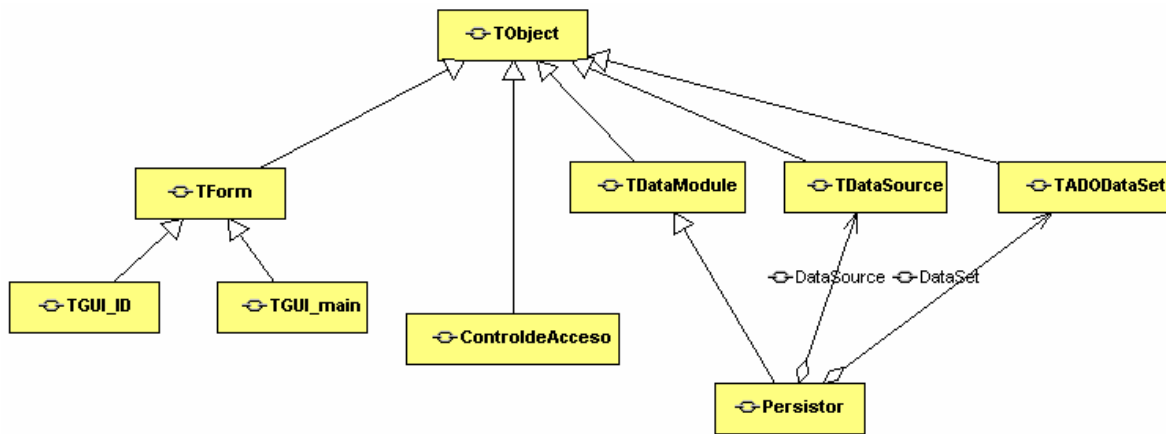 TObject
TForm
TDataModule
TDataSource
TADODataSet
TGUI_ID
TGUI_main
DataSource
DataSet
ControldeAcceso
Persistor